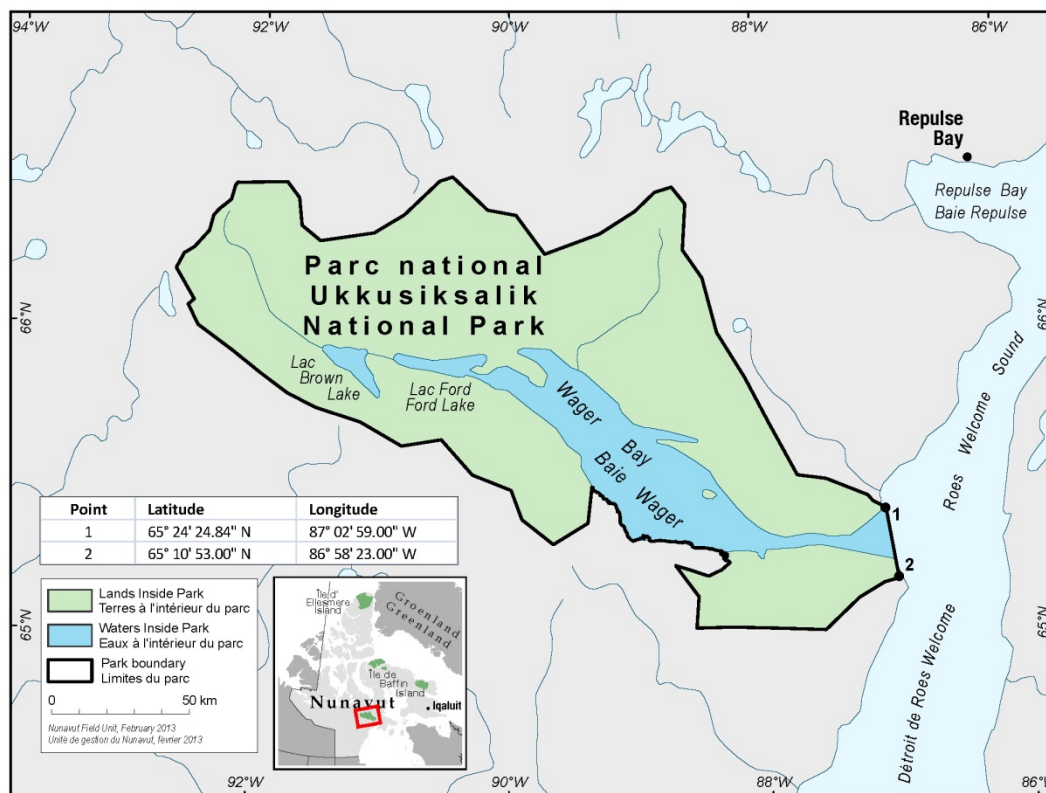 94°W
92°W
90°W
88°W
86°W
Repulse
Bay
Repulse Bay
Baie Repulse
Parc national
Ukkusiksalik
National Park
66°N
66°N
Lac
Brown
Lake
Lac Ford
Ford Lake
Wager Bay
Baie Wager
Roes Welcome Sound
Détroit de Roes Welcome
1
2
Point Latitude Longitude
1 65° 24' 24.84" N 87° 02' 59.00" W
2 65° 10' 53.00" N 86° 58' 23.00" W
65°N
65°N
Lands Inside Park
Terres à l'intérieur du parc
Waters Inside Park
Eaux à l'intérieur du parc
Park boundary
Limites du parc
0 50 km
Nunavut Field Unit, February 2013
Unité de gestion du Nunavut, février 2013
Île d'
Ellesmere
Island
Groenland
Greenland
Île de
Baffin
Island
Nunavut
Iqaluit
92°W
90°W
88°W
86°W